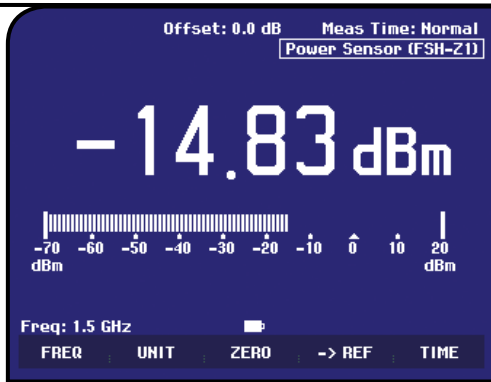 Offset: 0.0 dB Meas Time: Normal
Power Sensor (FSH-Z1)
-14.83 dBm
-70 -60 -50 -40 -30 -20 -10 0 10 20
dBm dBm
Freq: 1.5 GHz
FREQ UNIT ZERO -> REF TIME